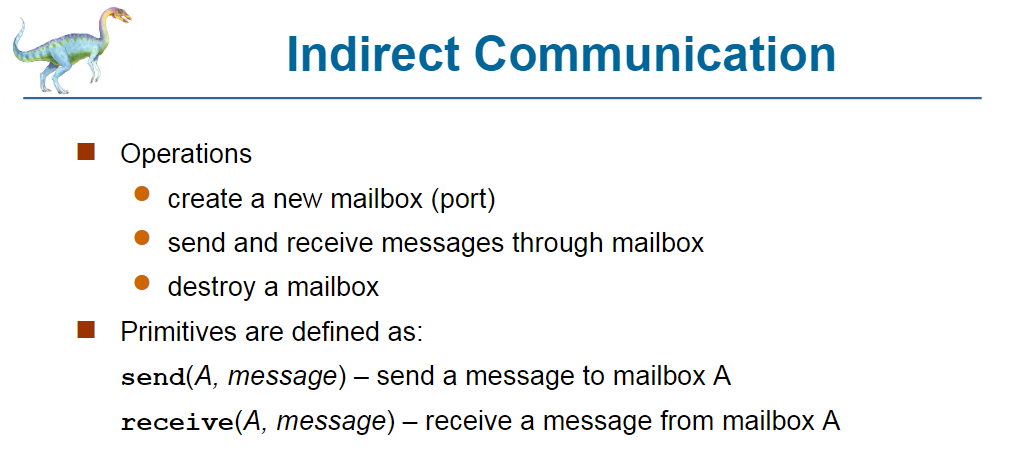 Indirect Communication
Operations
create a new mailbox (port)
send and receive messages through mailbox
destroy a mailbox
Primitives are defined as:
send(A, message) – send a message to mailbox A
receive(A, message) – receive a message from mailbox A